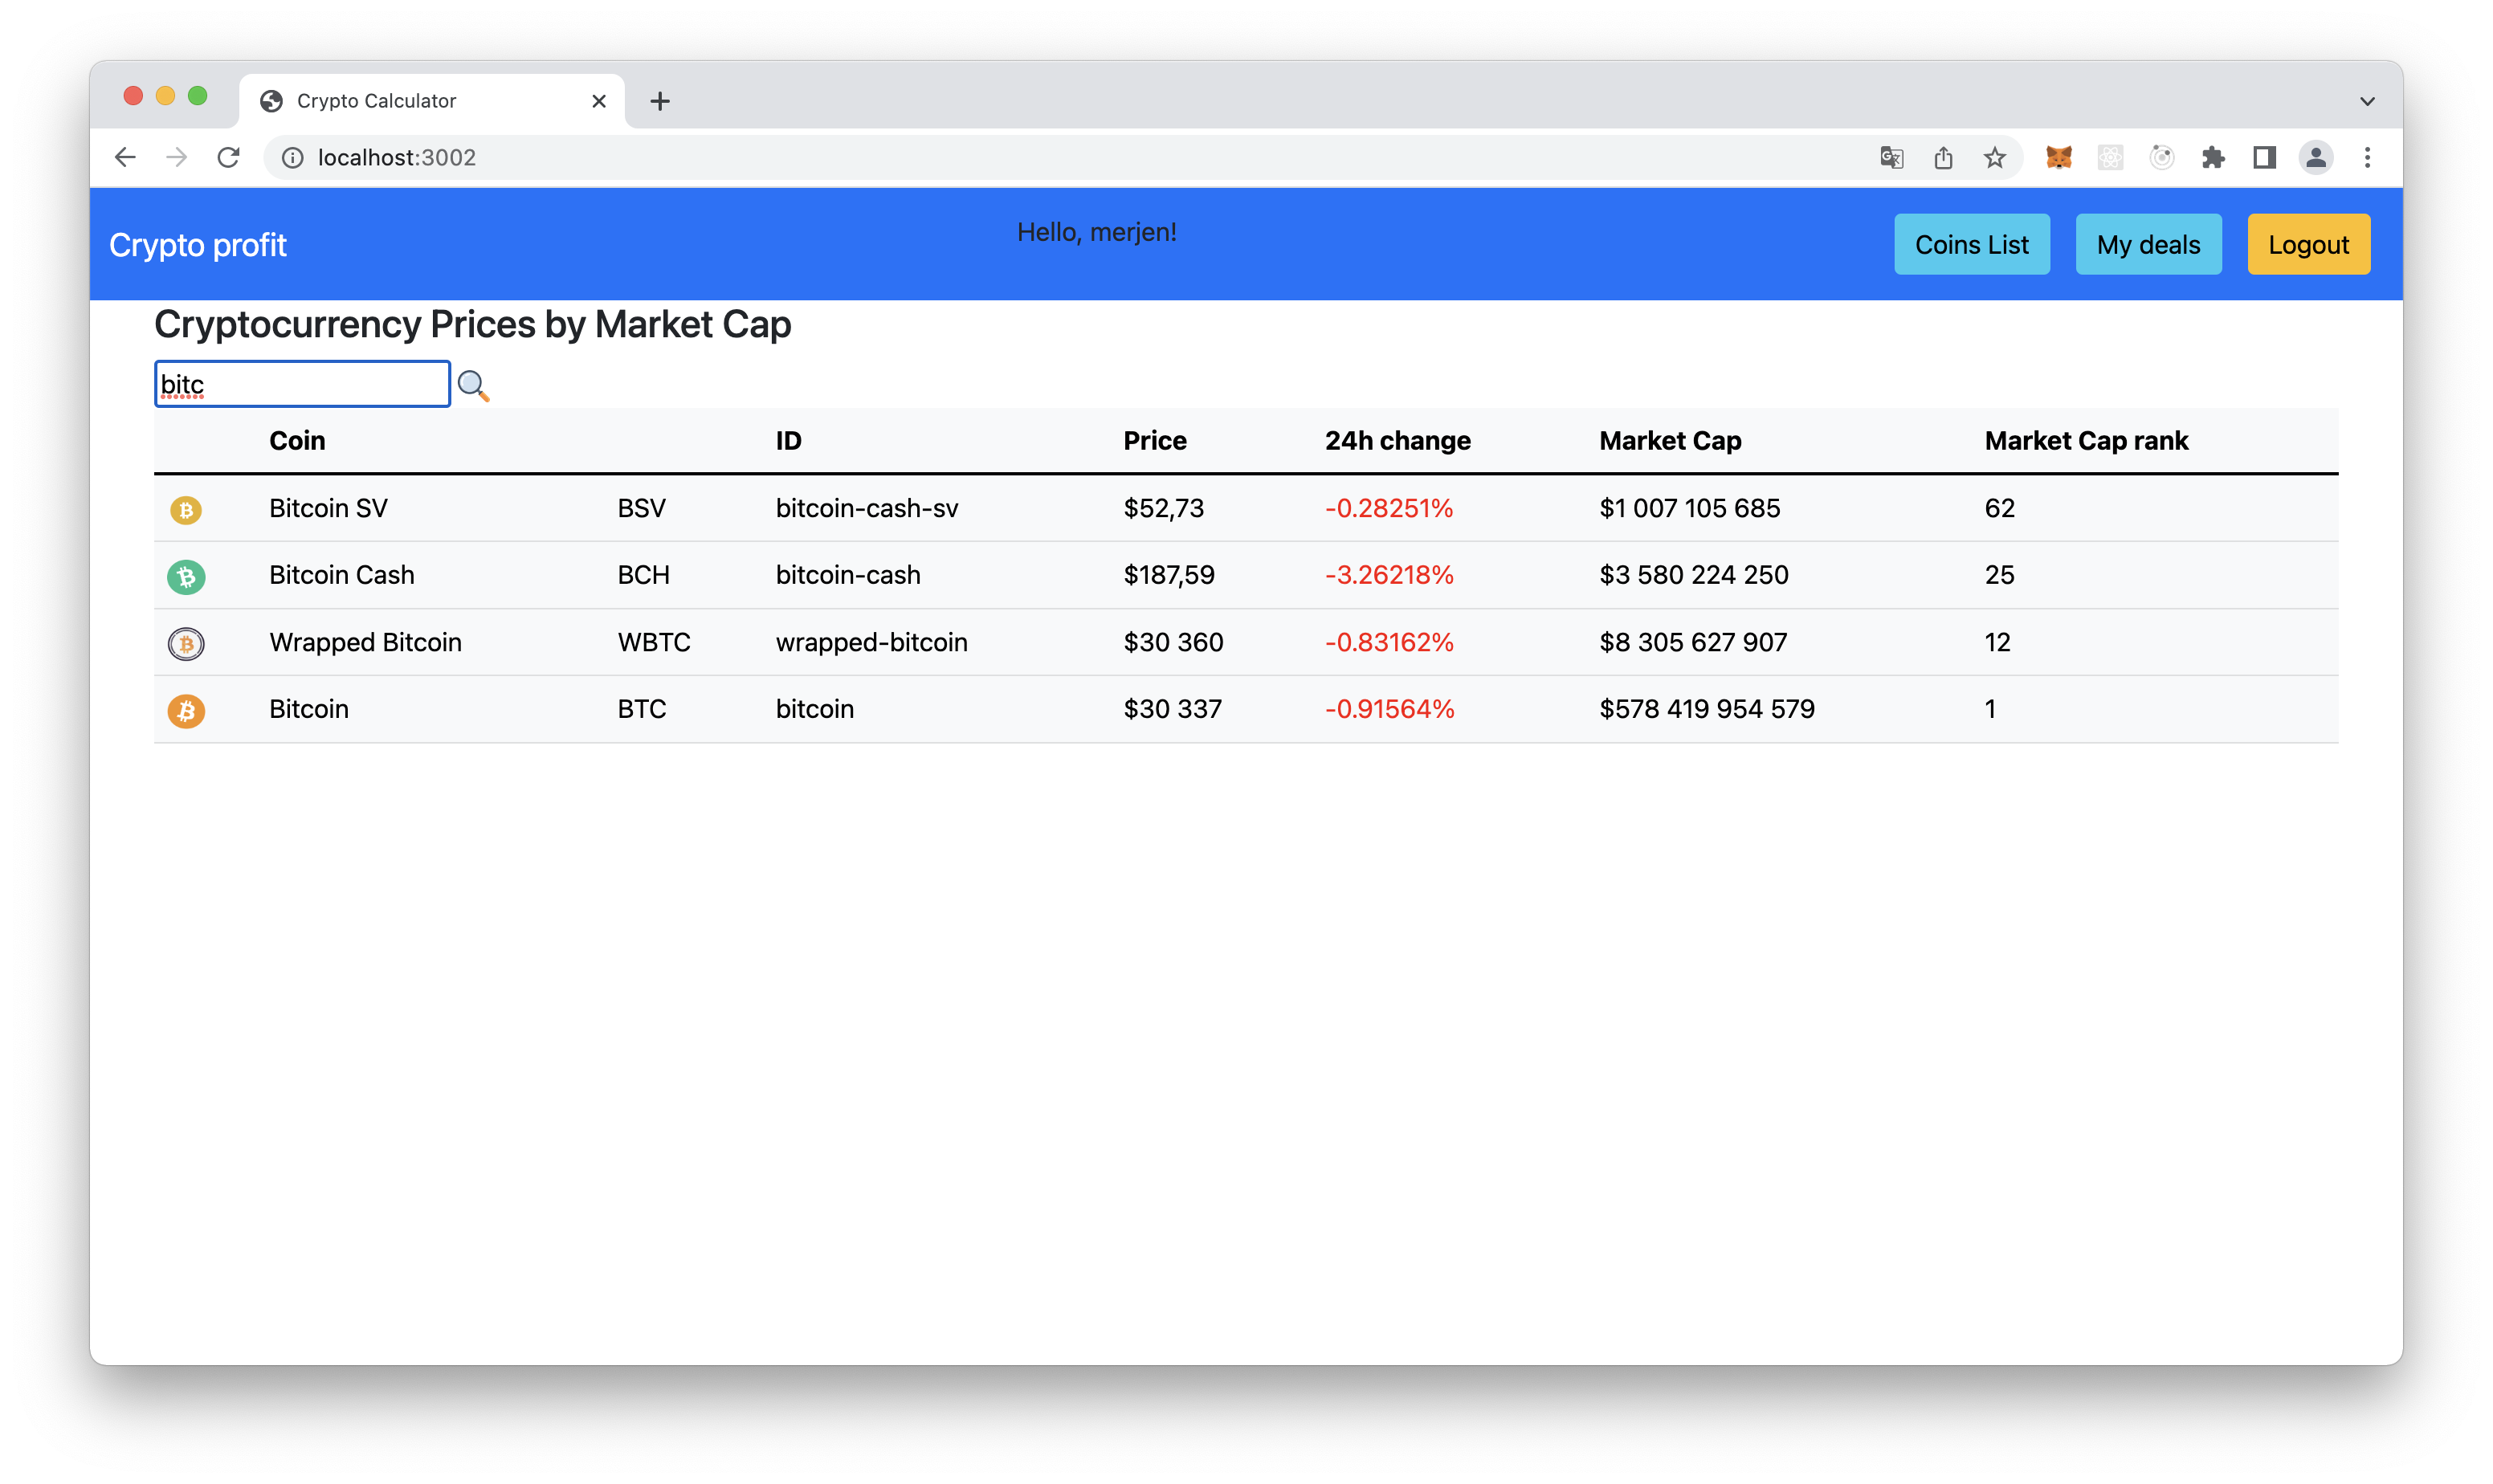 Crypto Calculator
localhost:3002
Crypto profit
Hello, merjen!
Coins List My deals Logout
Cryptocurrency Prices by Market Cap
bitc
Coin ID Price 24h change Market Cap Market Cap rank
Bitcoin SV BSV bitcoin-cash-sv $52,73 -0.28251% $1 007 105 685 62
Bitcoin Cash BCH bitcoin-cash $187,59 -3.26218% $3 580 224 250 25
Wrapped Bitcoin WBTC wrapped-bitcoin $30 360 -0.83162% $8 305 627 907 12
Bitcoin BTC bitcoin $30 337 -0.91564% $578 419 954 579 1